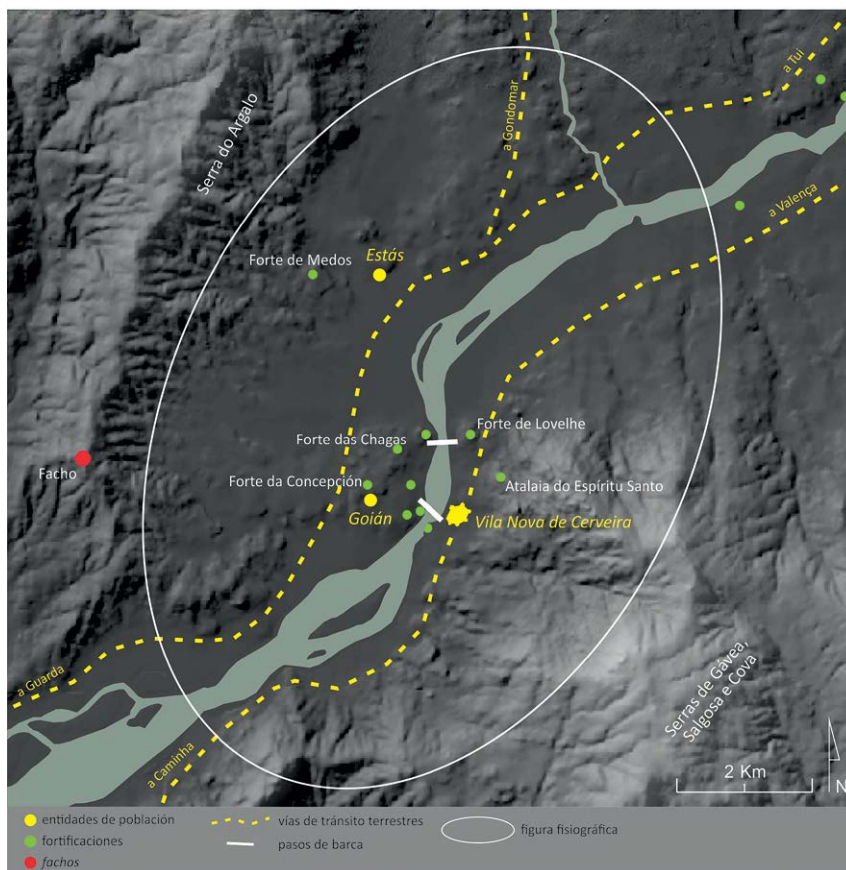 a Tui
a Gondomar
Serra do Argalo
a Valença
Forte de Medos
Estás
Forte das Chagas
Forte de Lovelhe
Facho
Forte da Concepción
Atalaia do Espíritu Santo
Goián
Vila Nova de Cerveira
a Guarda
a Caminha
Serras de Gávea,
Salgosa e Cova
2 Km
N
entidades de población
fortificaciones
fachos
vías de tránsito terrestres
pasos de barca
figura fisiográfica